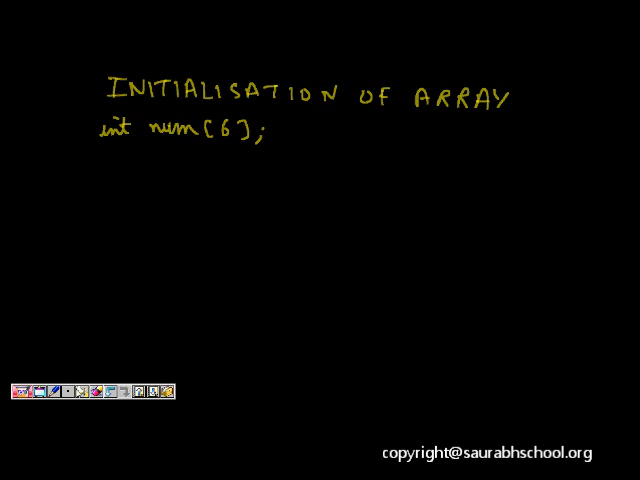 INITIALISATION OF ARRAY
int num[6];
copyright@saurabhschool.org